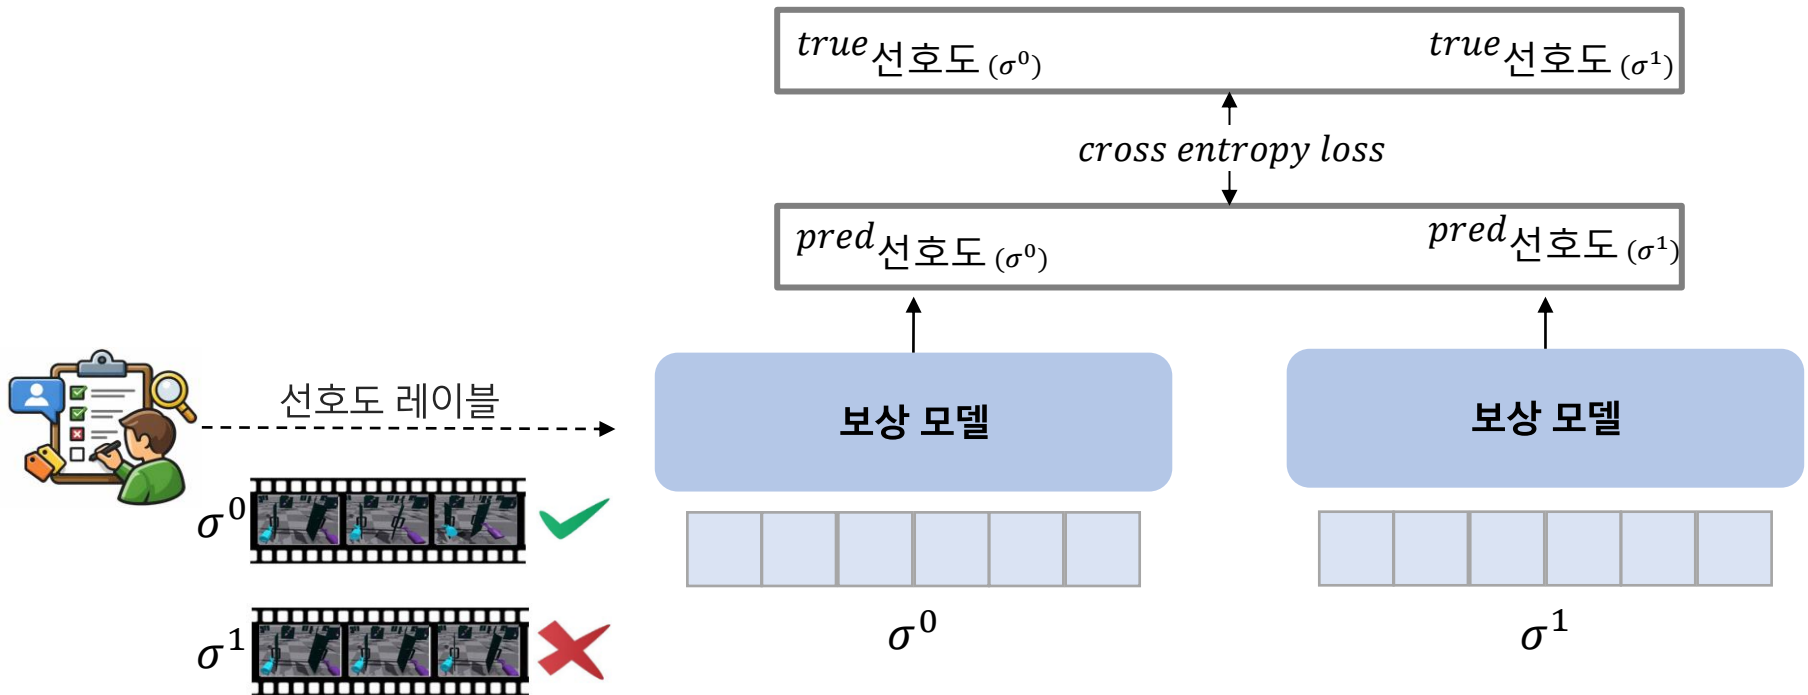 true선호도(σ⁰) true선호도(σ¹)
cross entropy loss
pred선호도(σ⁰) pred선호도(σ¹)
선호도 레이블
보상 모델
보상 모델
σ⁰
σ¹
σ⁰
σ¹